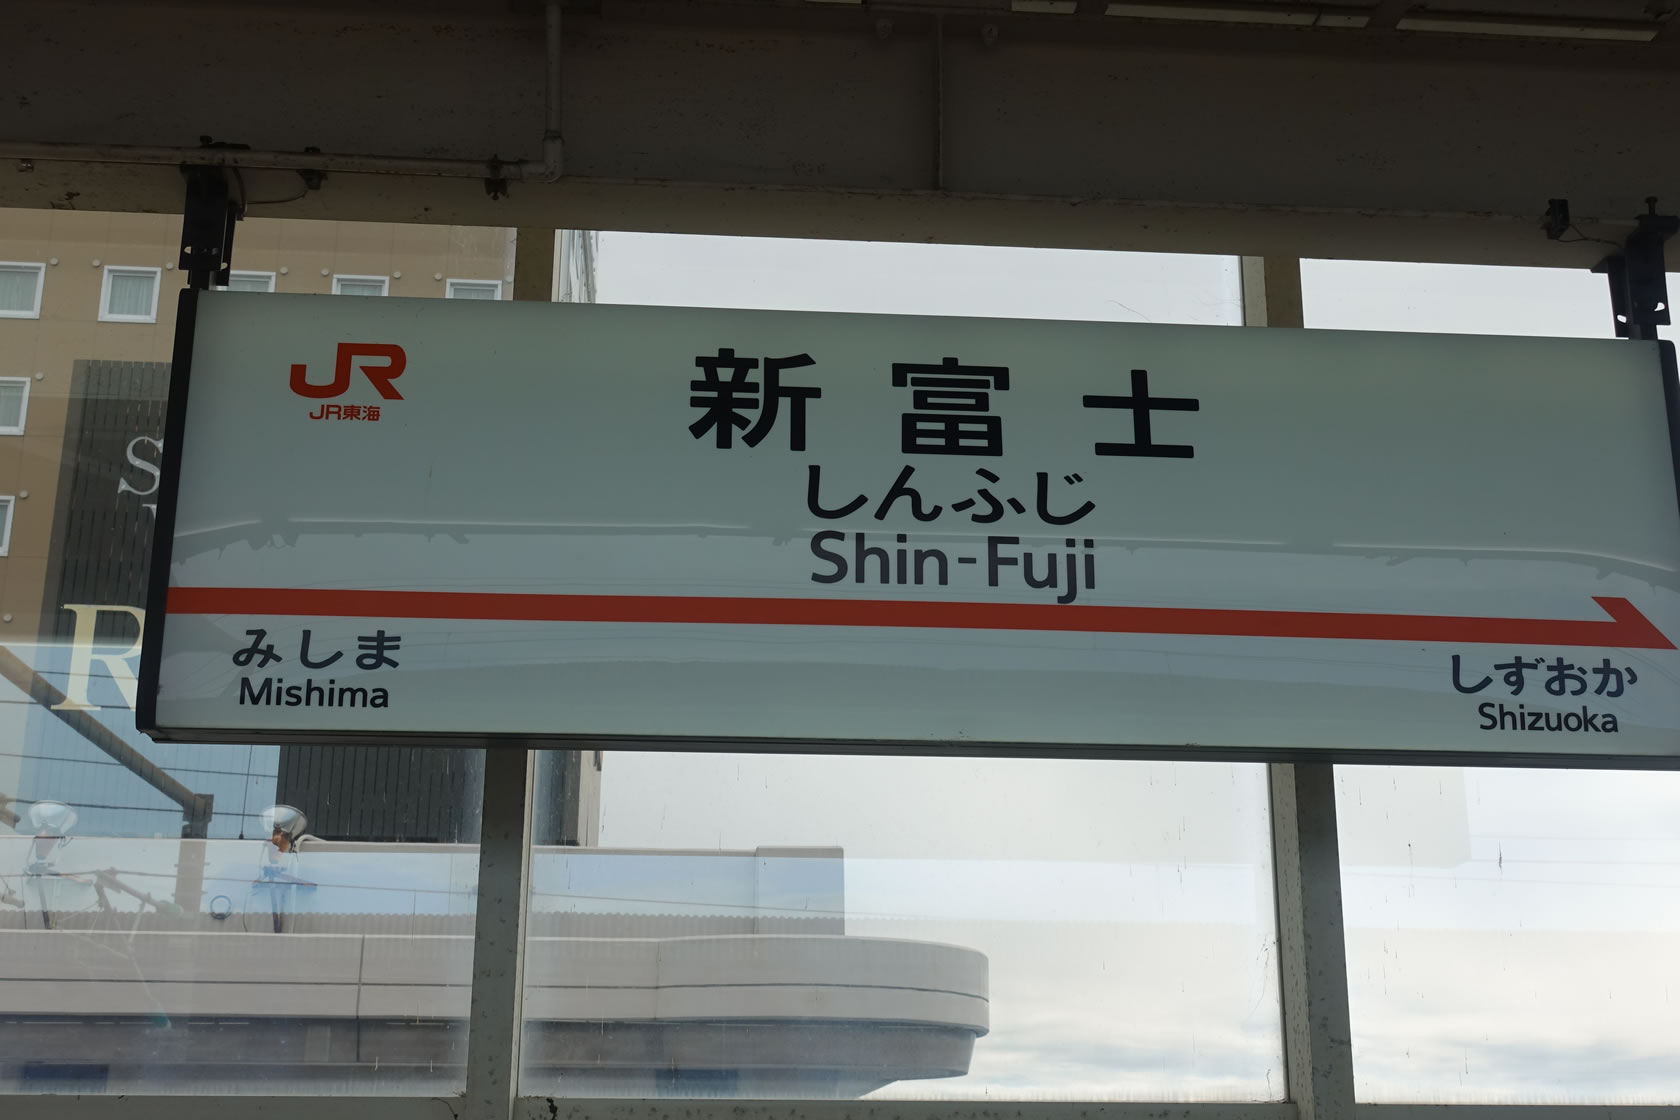 JR
JR東海
新富士
しんふじ
Shin-Fuji
みしま
Mishima
しずおか
Shizuoka
S
R